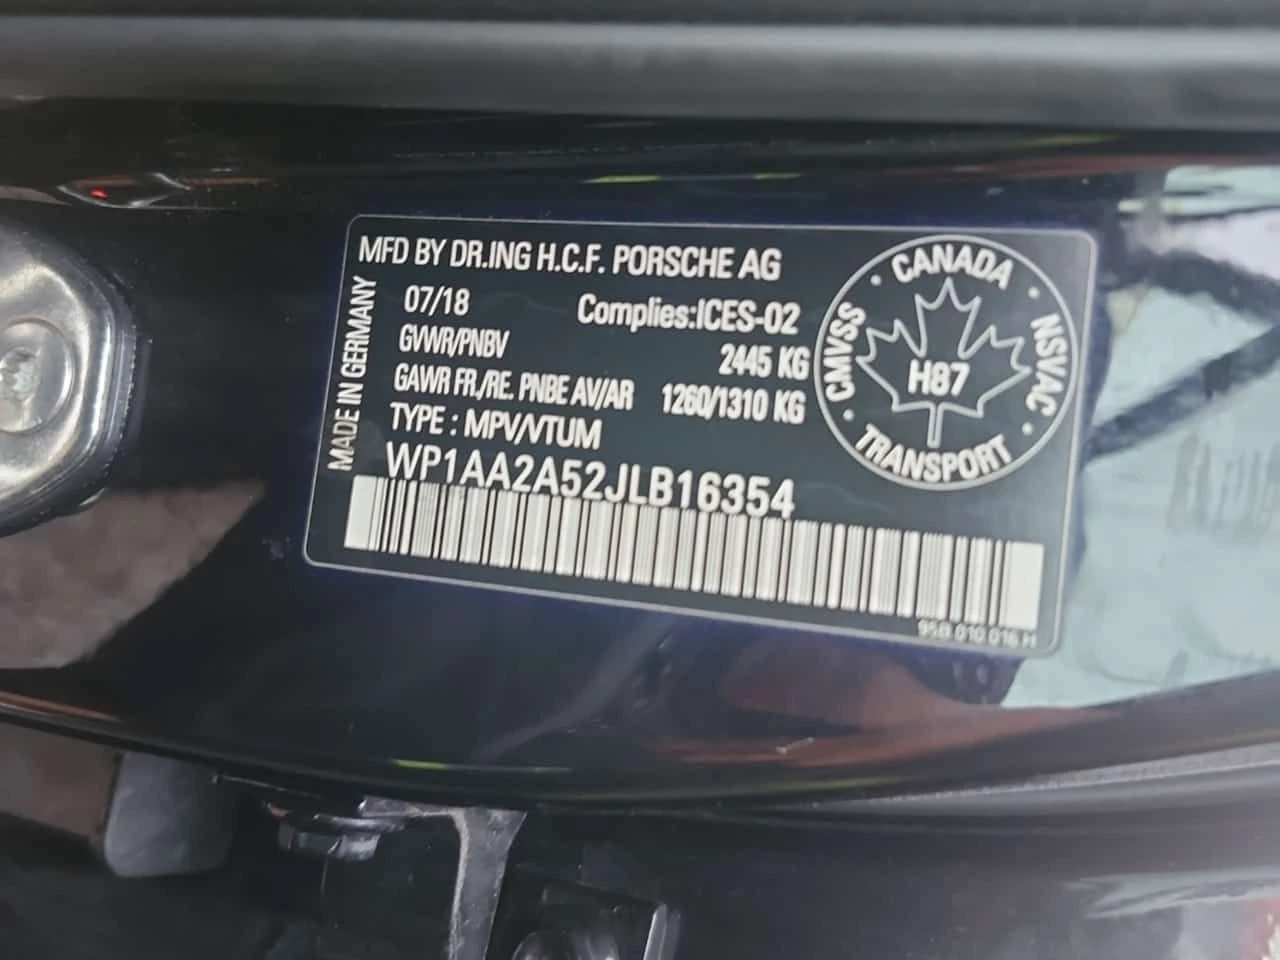 MFD BY DR.ING H.C.F. PORSCHE AG
07/18 Complies:ICES-02
GVWR/PNBV 2445 KG
GAWR FR./RE. PNBE AV/AR 1260/1310 KG
TYPE : MPV/VTUM
WP1AA2A52JLB16354
95B 010 016 H
MADE IN GERMANY
CANADA
CMVSS
NSVAC
H87
TRANSPORT